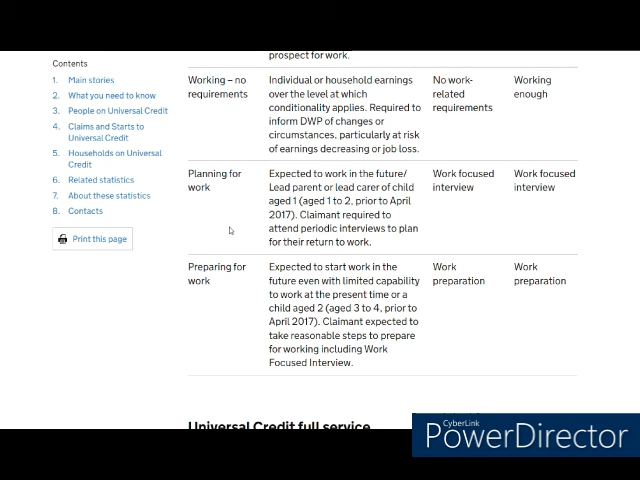 prospect for work.
Contents
1. Main stories
2. What you need to know
3. People on Universal Credit
4. Claims and Starts to
Universal Credit
5. Households on Universal
Credit
6. Related statistics
7. About these statistics
8. Contacts
Print this page
Working – no
requirements
Individual or household earnings
over the level at which
conditionality applies. Required to
inform DWP of changes or
circumstances, particularly at risk
of earnings decreasing or job loss.
No work-
related
requirements
Working
enough
Planning for
work
Expected to work in the future/
Lead parent or lead carer of child
aged 1 (aged 1 to 2, prior to April
2017). Claimant required to
attend periodic interviews to plan
for their return to work.
Work focused
interview
Work focused
interview
Preparing for
work
Expected to start work in the
future even with limited capability
to work at the present time or a
child aged 2 (aged 3 to 4, prior to
April 2017). Claimant expected to
take reasonable steps to prepare
for working including Work
Focused Interview.
Work
preparation
Work
preparation
Universal Credit full service
CyberLink
PowerDirector